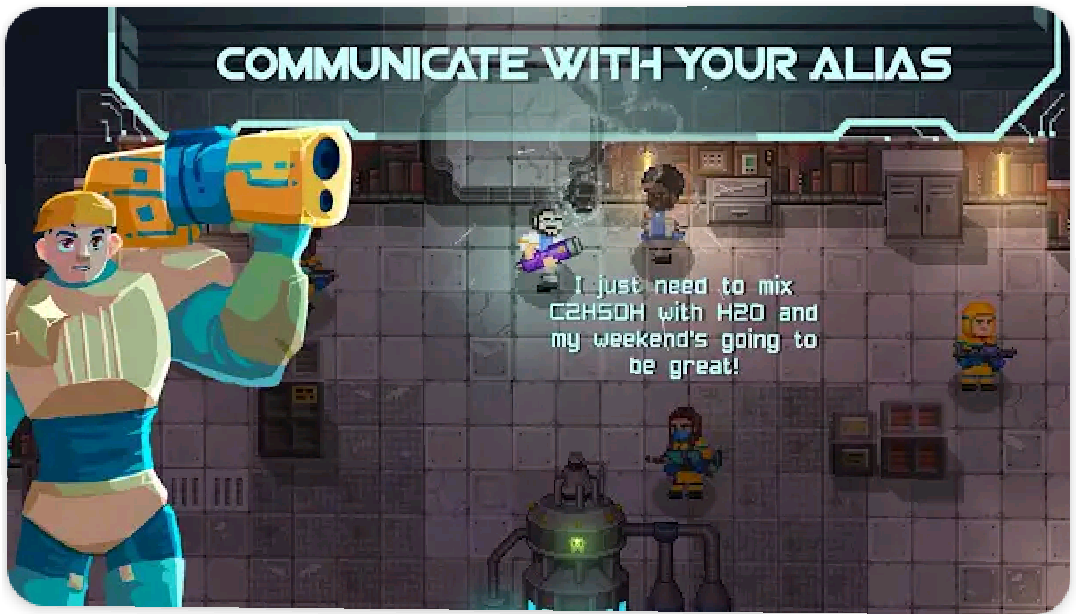 COMMUNICATE WITH YOUR ALIAS
I just need to mix
C2H5OH with H2O and
my weekend's going to
be great!